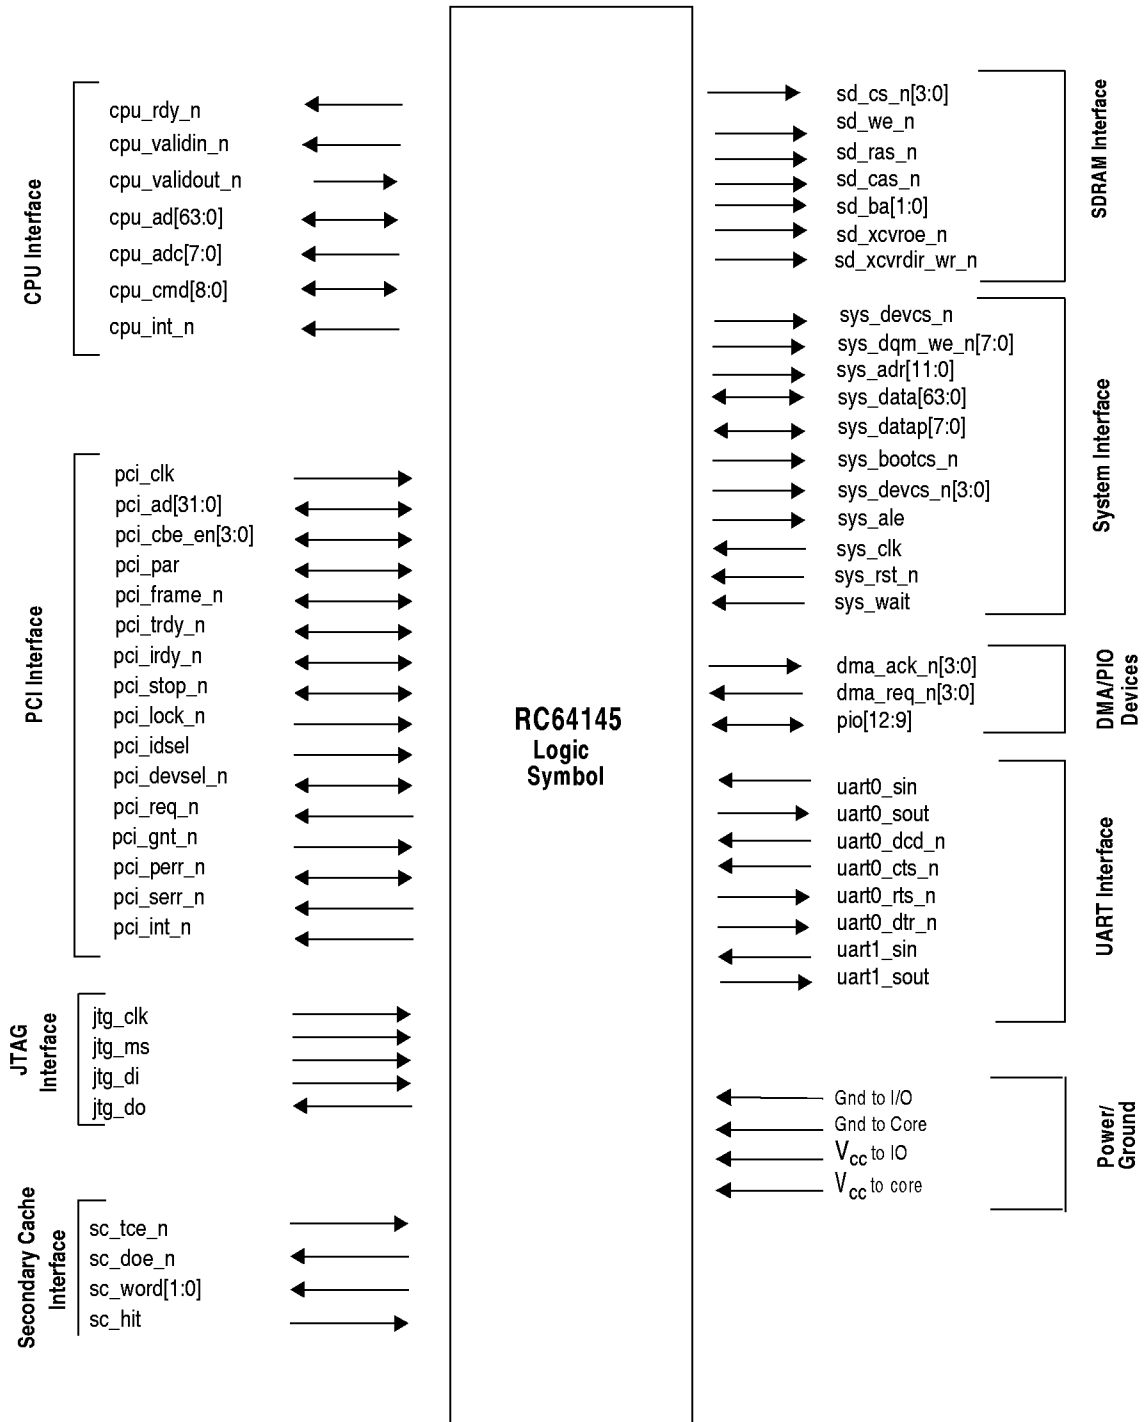 CPU Interface
cpu_rdy_n
cpu_validin_n
cpu_validout_n
cpu_ad[63:0]
cpu_adc[7:0]
cpu_cmd[8:0]
cpu_int_n
PCI Interface
pci_clk
pci_ad[31:0]
pci_cbe_en[3:0]
pci_par
pci_frame_n
pci_trdy_n
pci_irdy_n
pci_stop_n
pci_lock_n
pci_idsel
pci_devsel_n
pci_req_n
pci_gnt_n
pci_perr_n
pci_serr_n
pci_int_n
JTAG
Interface
jtg_clk
jtg_ms
jtg_di
jtg_do
Secondary Cache
Interface
sc_tce_n
sc_doe_n
sc_word[1:0]
sc_hit
RC64145
Logic
Symbol
sd_cs_n[3:0]
sd_we_n
sd_ras_n
sd_cas_n
sd_ba[1:0]
sd_xcvroe_n
sd_xcvrdir_wr_n
SDRAM Interface
sys_devcs_n
sys_dqm_we_n[7:0]
sys_adr[11:0]
sys_data[63:0]
sys_datap[7:0]
sys_bootcs_n
sys_devcs_n[3:0]
sys_ale
sys_clk
sys_rst_n
sys_wait
System Interface
dma_ack_n[3:0]
dma_req_n[3:0]
pio[12:9]
DMA/PIO
Devices
uart0_sin
uart0_sout
uart0_dcd_n
uart0_cts_n
uart0_rts_n
uart0_dtr_n
uart1_sin
uart1_sout
UART Interface
Gnd to I/O
Gnd to Core
Vcc to IO
Vcc to core
Power/
Ground